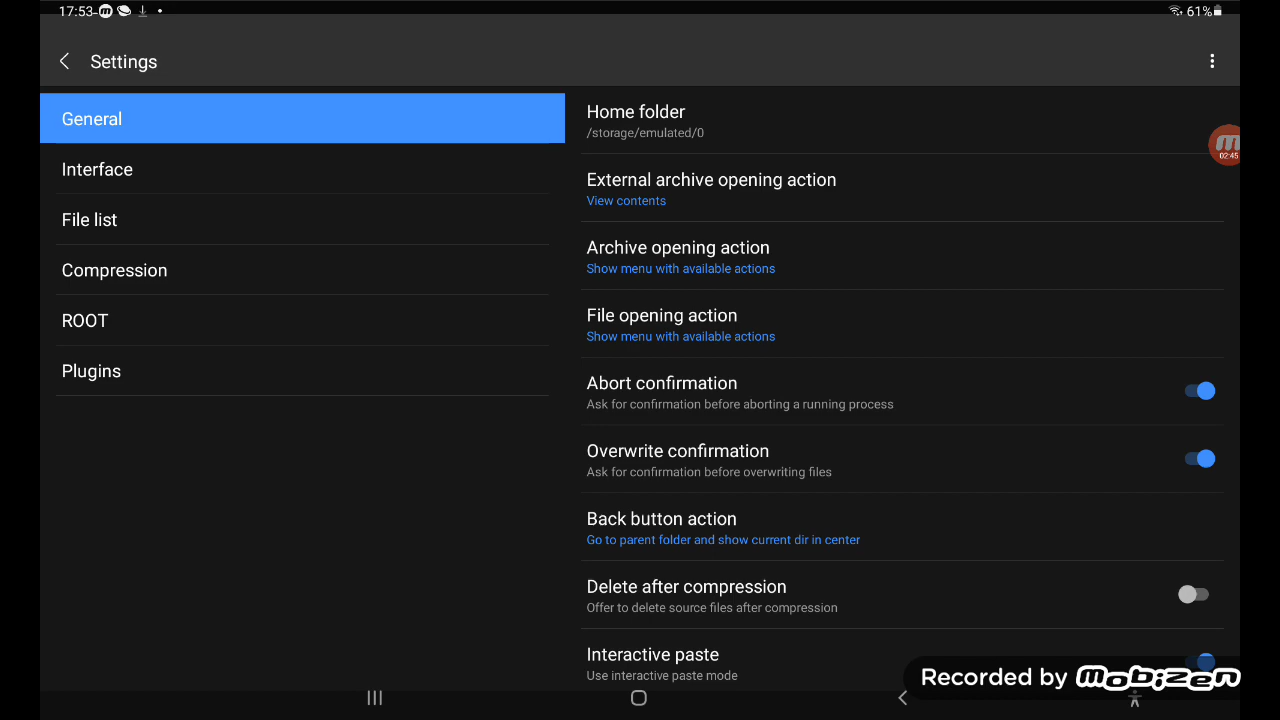 17:53
61%
Settings
General
Interface
File list
Compression
ROOT
Plugins
Home folder
/storage/emulated/0
External archive opening action
View contents
Archive opening action
Show menu with available actions
File opening action
Show menu with available actions
Abort confirmation
Ask for confirmation before aborting a running process
Overwrite confirmation
Ask for confirmation before overwriting files
Back button action
Go to parent folder and show current dir in center
Delete after compression
Offer to delete source files after compression
Interactive paste
Use interactive paste mode
02:45
Recorded by mobizen